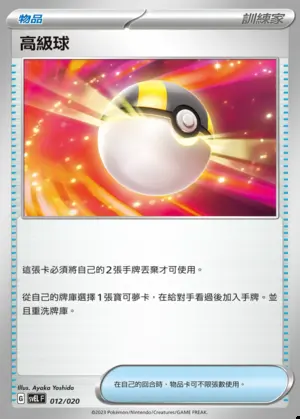 物品
訓練家
高級球
這張卡必須將自己的2張手牌丟棄才可使用。
從自己的牌庫選擇1張寶可夢卡,在給對手看過後加入手牌。並
且重洗牌庫。
Illus. Ayaka Yoshida
G SVEL F 012/020
在自己的回合時,物品卡可不限張數使用。
©2023 Pokémon/Nintendo/Creatures/GAME FREAK.